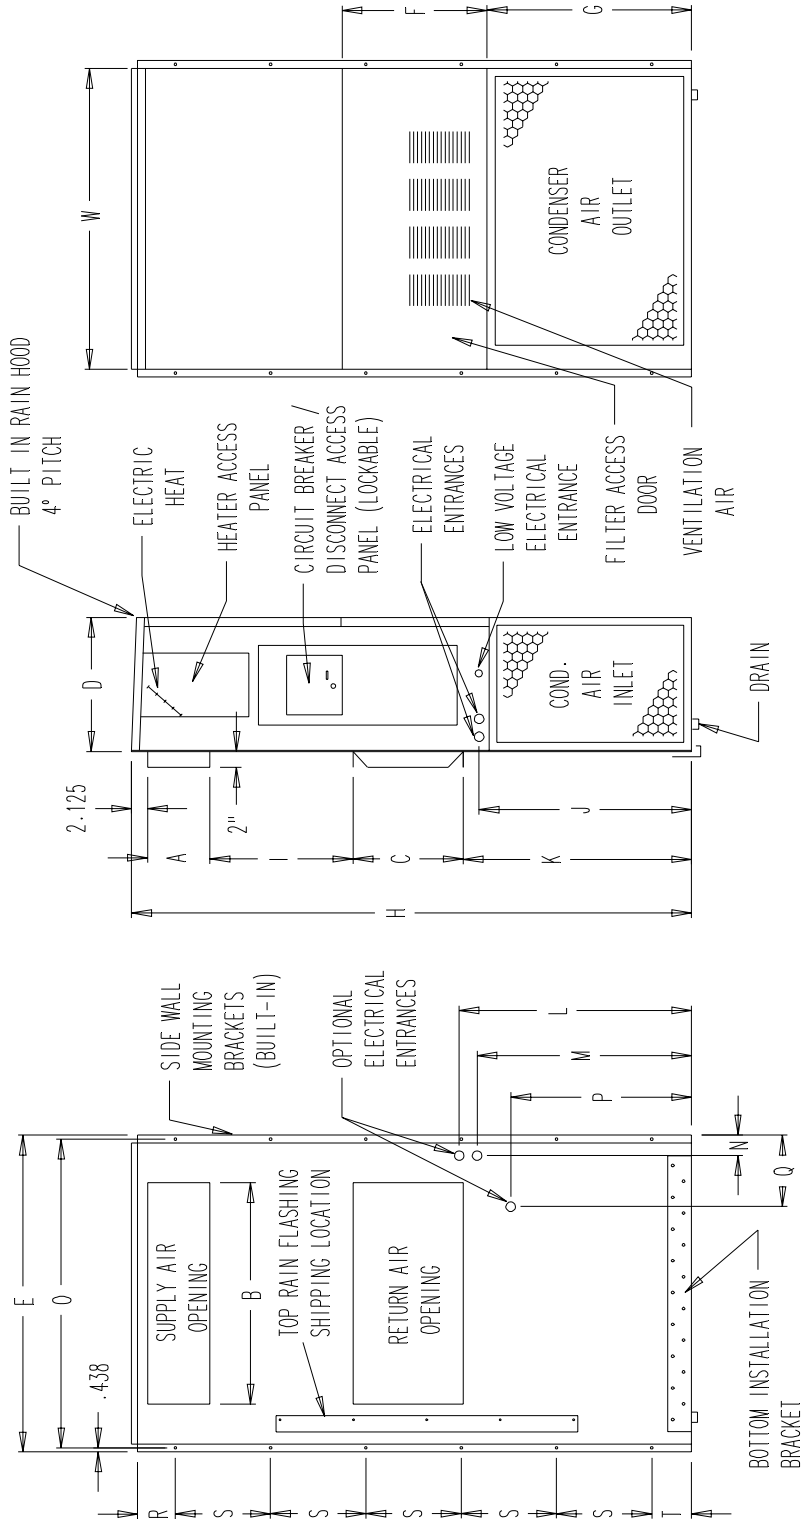 W
F
G
CONDENSER
AIR
OUTLET
BUILT IN RAIN HOOD
4° PITCH
ELECTRIC
HEAT
HEATER ACCESS
PANEL
CIRCUIT BREAKER /
DISCONNECT ACCESS
PANEL (LOCKABLE)
ELECTRICAL
ENTRANCES
LOW VOLTAGE
ELECTRICAL
ENTRANCE
FILTER ACCESS
DOOR
VENTILATION
AIR
D
COND.
AIR
INLET
DRAIN
2.125
2"
A
I
C
K
J
H
SIDE WALL
MOUNTING
BRACKETS
(BUILT-IN)
OPTIONAL
ELECTRICAL
ENTRANCES
L
M
P
N
Q
E
O
.438
SUPPLY AIR
OPENING
B
TOP RAIN FLASHING
SHIPPING LOCATION
RETURN AIR
OPENING
BOTTOM INSTALLATION
BRACKET
R
S
S
S
S
S
T